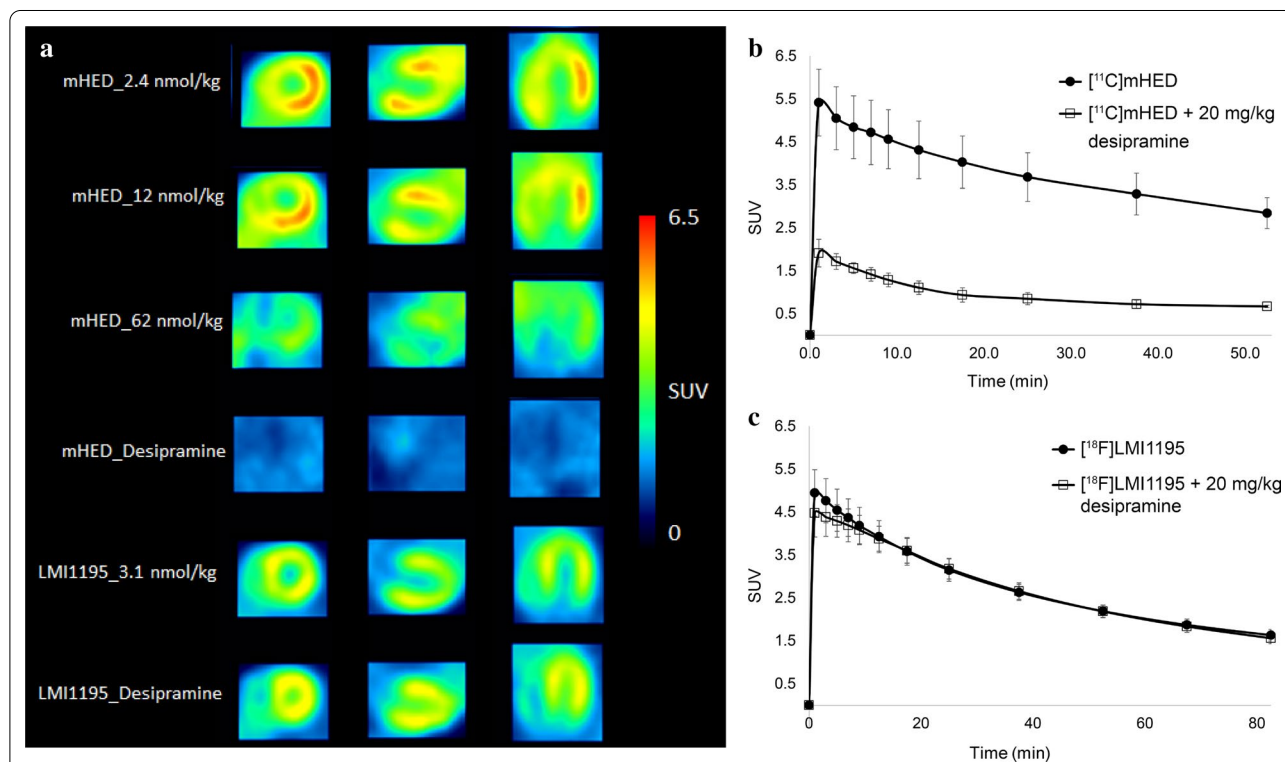 a
mHED_2.4 nmol/kg
mHED_12 nmol/kg
mHED_62 nmol/kg
mHED_Desipramine
LMI1195_3.1 nmol/kg
LMI1195_Desipramine
6.5
SUV
0
b
[¹¹C]mHED
[¹¹C]mHED + 20 mg/kg
desipramine
SUV
6.5
5.5
4.5
3.5
2.5
1.5
0.5
0.0 10.0 20.0 30.0 40.0 50.0
Time (min)
c
[¹⁸F]LMI1195
[¹⁸F]LMI1195 + 20 mg/kg
desipramine
SUV
6.5
5.5
4.5
3.5
2.5
1.5
0.5
0 20 40 60 80
Time (min)